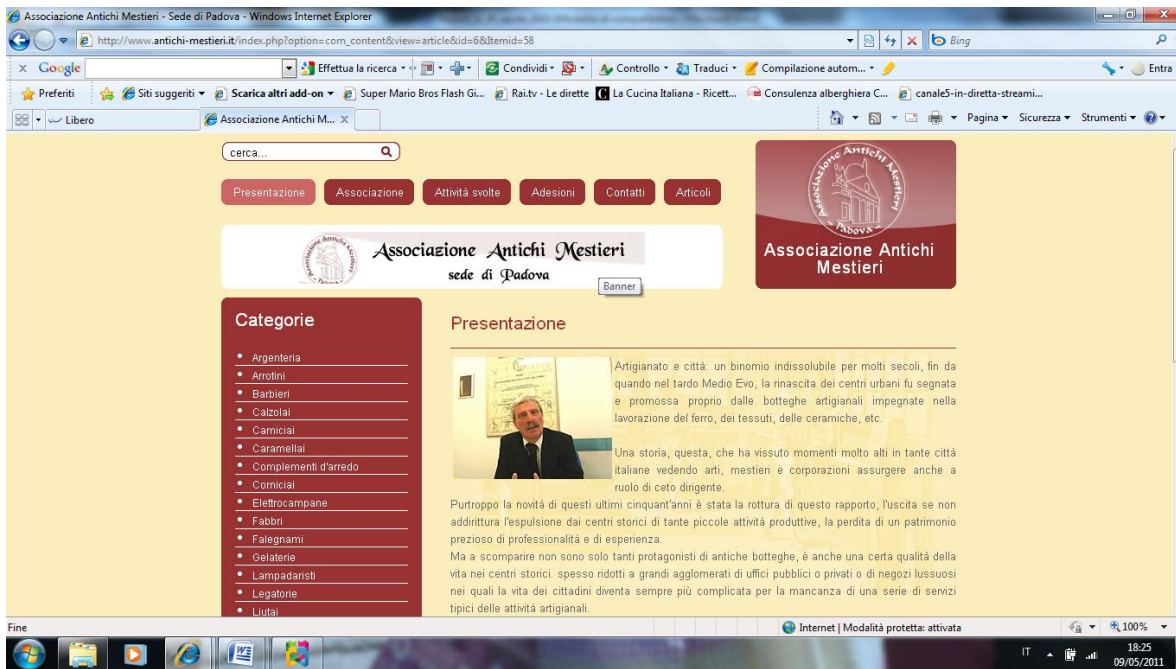 Associazione Antichi Mestieri - Sede di Padova - Windows Internet Explorer
http://www.antichi-mestieri.it/index.php?option=com_content&view=article&id=6&Itemid=58
Bing
x Google
Effettua la ricerca
Condividi
Controllo
Traduci
Compilazione autom...
Entra
Preferiti
Siti suggeriti
Scarica altri add-on
Super Mario Bros Flash Gi...
Rai.tv - Le dirette
La Cucina Italiana - Ricett...
Consulenza alberghiera C...
canale5-in-diretta-streami...
Libero
Associazione Antichi M... X
Pagina
Sicurezza
Strumenti
cerca...
Presentazione
Associazione
Attività svolte
Adesioni
Contatti
Articoli
Associazione Antichi Mestieri
- Padova -
Associazione Antichi
Mestieri
Associazione Antichi Mestieri
sede di Padova
Banner
Categorie
Argenteria
Arrotini
Barbieri
Calzolai
Camiciai
Caramellai
Complementi d'arredo
Corniciai
Elettrocampane
Fabbri
Falegnami
Gelaterie
Lampadaristi
Legatorie
Liutai
Presentazione
Artigianato e città: un binomio indissolubile per molti secoli, fin da
quando nel tardo Medio Evo, la rinascita dei centri urbani fu segnata
e promossa proprio dalle botteghe artigianali impegnate nella
lavorazione del ferro, dei tessuti, delle ceramiche, etc.
Una storia, questa, che ha vissuto momenti molto alti in tante città
italiane vedendo arti, mestieri e corporazioni assurgere anche a
ruolo di ceto dirigente.
Purtroppo la novità di questi ultimi cinquant'anni è stata la rottura di questo rapporto, l'uscita se non
addirittura l'espulsione dai centri storici di tante piccole attività produttive, la perdita di un patrimonio
prezioso di professionalità e di esperienza.
Ma a scomparire non sono solo tanti protagonisti di antiche botteghe, è anche una certa qualità della
vita nei centri storici. spesso ridotti a grandi agglomerati di uffici pubblici o privati o di negozi lussuosi
nei quali la vita dei cittadini diventa sempre più complicata per la mancanza di una serie di servizi
tipici delle attività artigianali.
Fine
Internet | Modalità protetta: attivata
100%
IT
18:25
09/05/2011